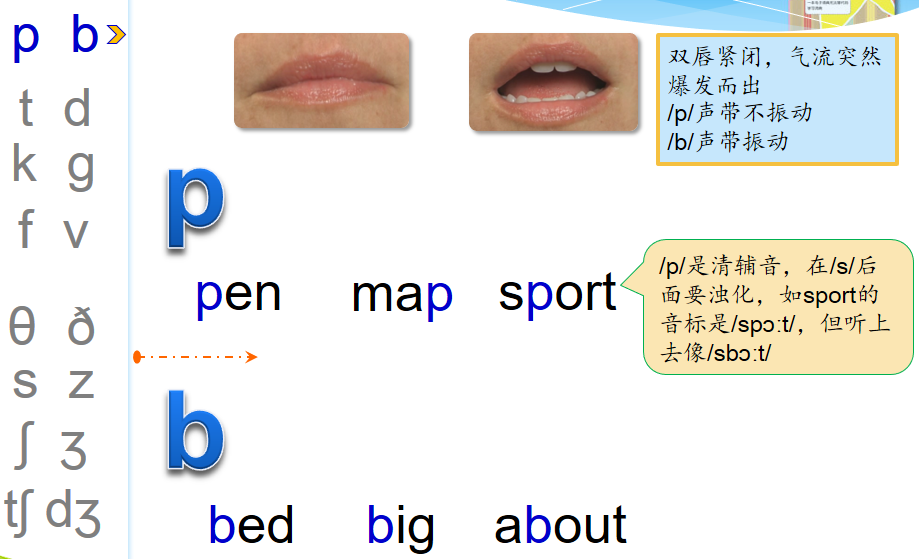 p b
t d
k g
f v
θ ð
s z
ʃ ʒ
tʃ dʒ
双唇紧闭，气流突然
爆发而出
/p/声带不振动
/b/声带振动
p
pen map sport
/p/是清辅音，在/s/后
面要浊化，如sport的
音标是/spɔ:t/，但听上
去像/sbɔ:t/
b
bed big about